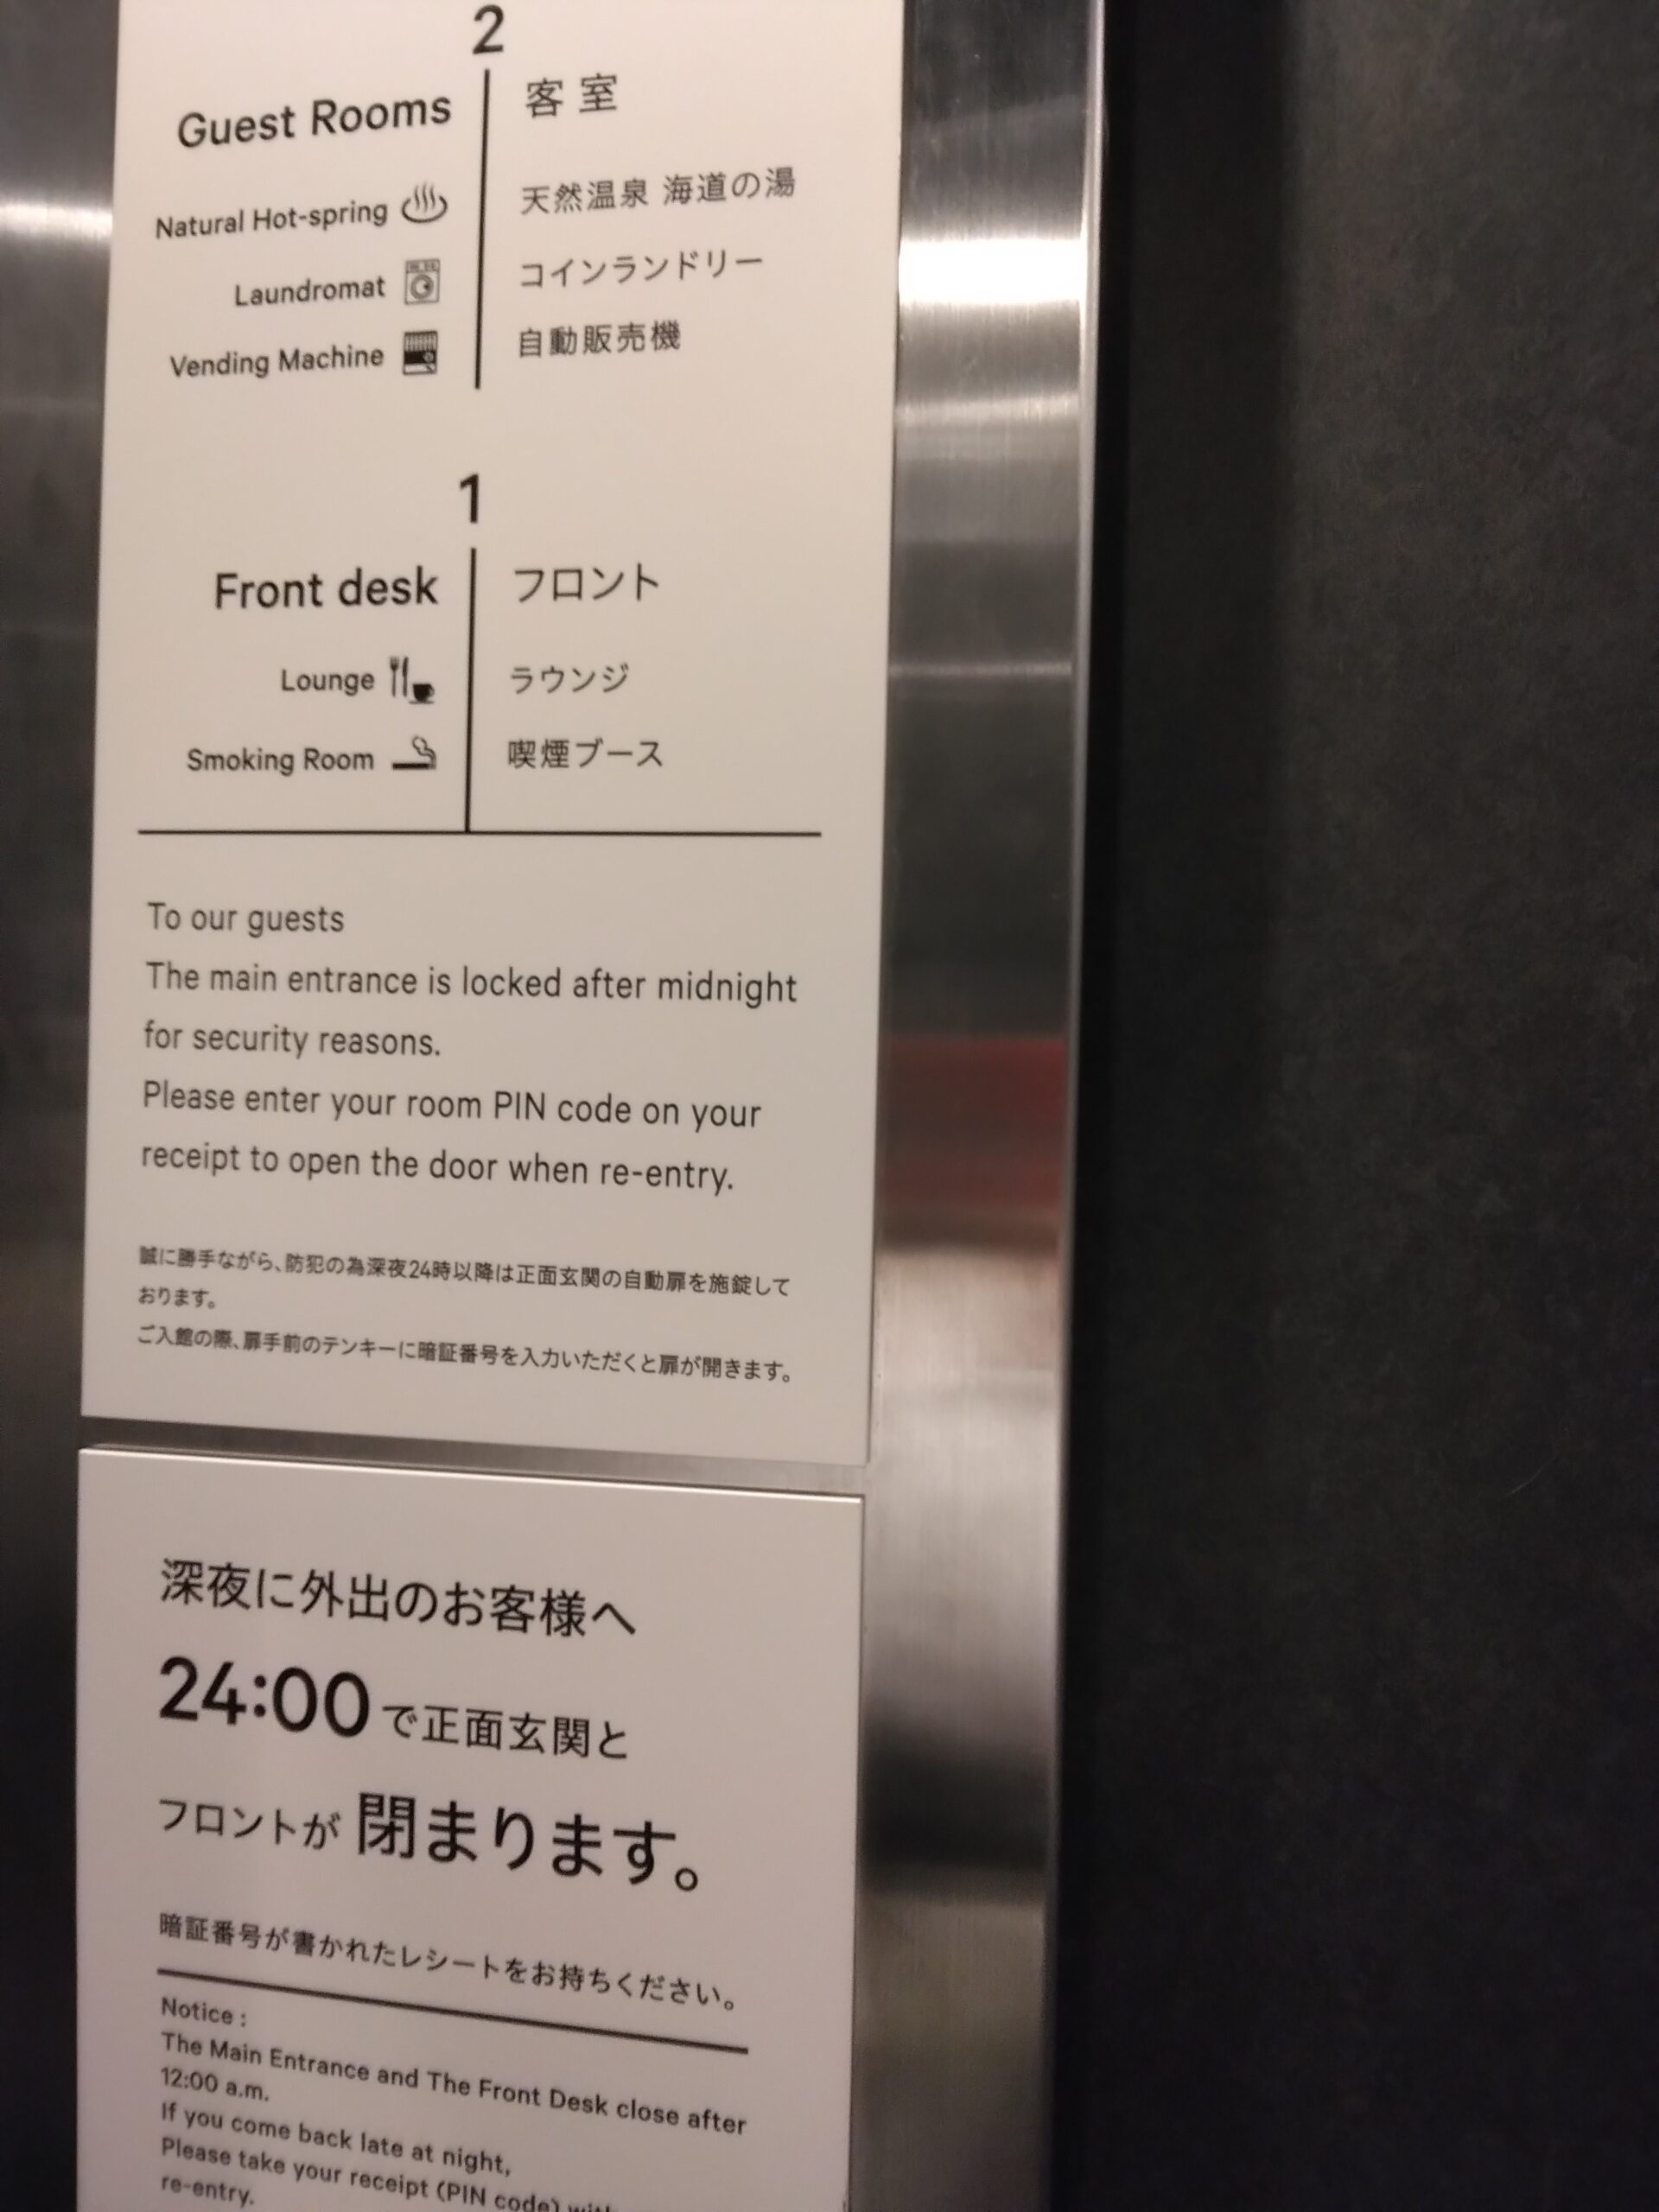 2
Guest Rooms 客室
Natural Hot-spring 天然温泉 海道の湯
Laundromat コインランドリー
Vending Machine 自動販売機
1
Front desk フロント
Lounge ラウンジ
Smoking Room 喫煙ブース
To our guests
The main entrance is locked after midnight
for security reasons.
Please enter your room PIN code on your
receipt to open the door when re-entry.
誠に勝手ながら、防犯の為深夜24時以降は正面玄関の自動扉を施錠して
おります。
ご入館の際、扉手前のテンキーに暗証番号を入力いただくと扉が開きます。
深夜に外出のお客様へ
24:00で正面玄関と
フロントが閉まります。
暗証番号が書かれたレシートをお持ちください。
Notice :
The Main Entrance and The Front Desk close after
12:00 a.m.
If you come back late at night,
Please take your receipt (PIN code)
re-entry.